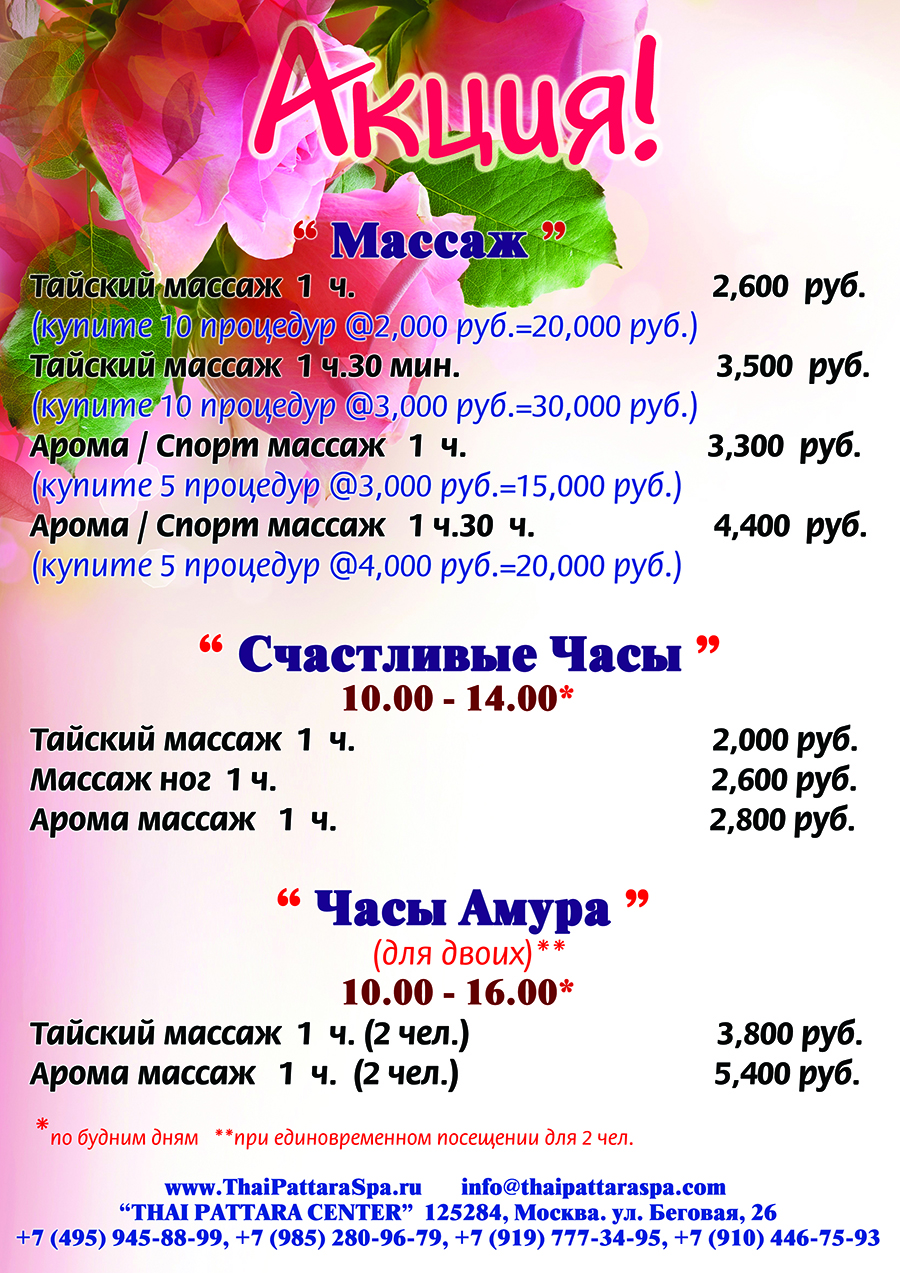 Акция!
“ Массаж ”
Тайский массаж 1 ч. 2,600 руб.
(купите 10 процедур @2,000 руб.=20,000 руб.)
Тайский массаж 1 ч.30 мин. 3,500 руб.
(купите 10 процедур @3,000 руб.=30,000 руб.)
Арома / Спорт массаж 1 ч. 3,300 руб.
(купите 5 процедур @3,000 руб.=15,000 руб.)
Арома / Спорт массаж 1 ч.30 ч. 4,400 руб.
(купите 5 процедур @4,000 руб.=20,000 руб.)
“ Счастливые Часы ”
10.00 - 14.00*
Тайский массаж 1 ч. 2,000 руб.
Массаж ног 1 ч. 2,600 руб.
Арома массаж 1 ч. 2,800 руб.
“ Часы Амура ”
(для двоих)**
10.00 - 16.00*
Тайский массаж 1 ч. (2 чел.) 3,800 руб.
Арома массаж 1 ч. (2 чел.) 5,400 руб.
*по будним дням **при единовременном посещении для 2 чел.
www.ThaiPattaraSpa.ru info@thaipattaraspa.com
“THAI PATTARA CENTER” 125284, Москва. ул. Беговая, 26
+7 (495) 945-88-99, +7 (985) 280-96-79, +7 (919) 777-34-95, +7 (910) 446-75-93